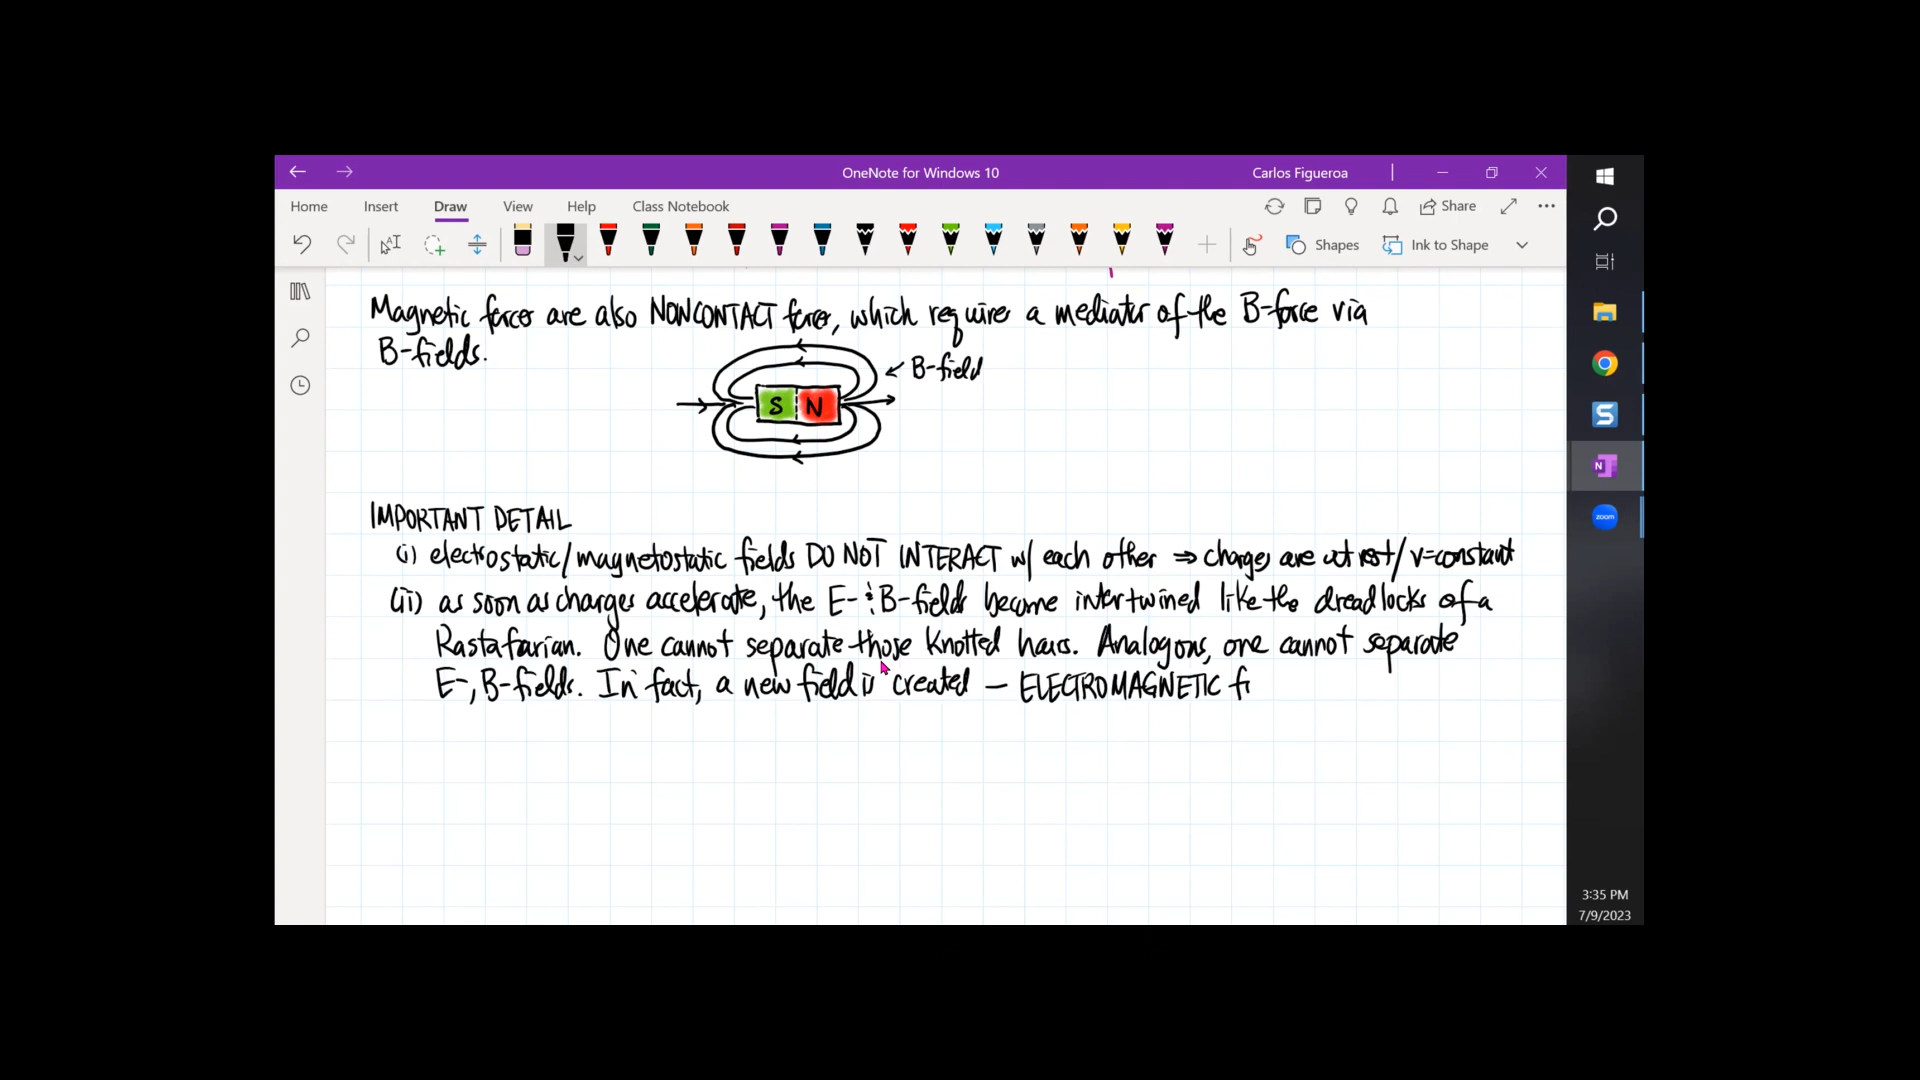 OneNote for Windows 10
Carlos Figueroa
Home Insert Draw View Help Class Notebook Share
Shapes Ink to Shape
Magnetic forces are also NONCONTACT forces, which requires a mediator of the B-force via
B-fields.
B-field
S N
IMPORTANT DETAIL
(i) electrostatic/magnetostatic fields DO NOT INTERACT w/ each other ⇒ charges are at rest/v=constant
(ii) as soon as charges accelerate, the E- & B-fields become intertwined like the dreadlocks of a
Rastafarian. One cannot separate those knotted hairs. Analogous, one cannot separate
E-, B-fields. In fact, a new field is created – ELECTROMAGNETIC fi
zoom
3:35 PM
7/9/2023